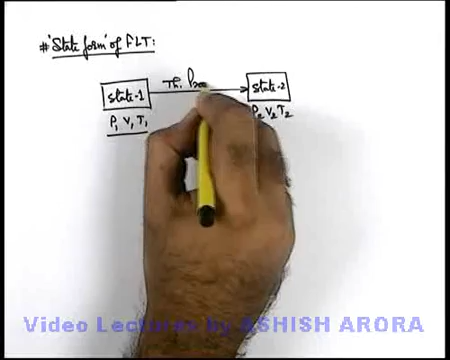 # 'State form' of FLT:
Th. Pro
state-1
state-2
P₁ V₁ T₁
P₂ V₂ T₂
Video Lectures by ASHISH ARORA